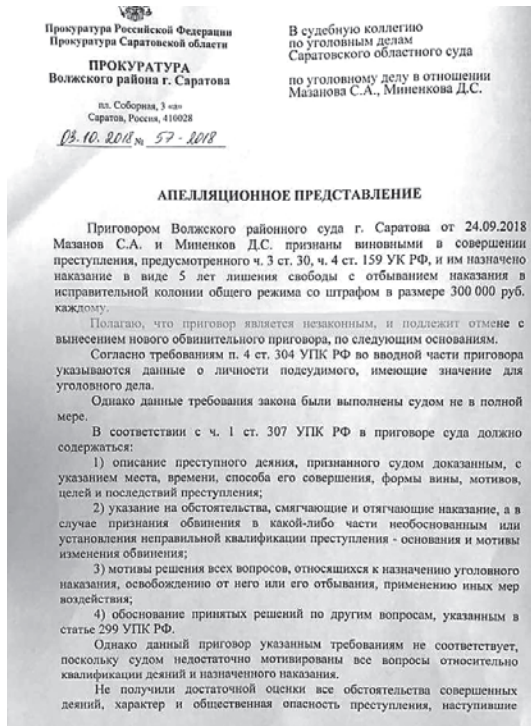 Прокуратура Российской Федерации
Прокуратура Саратовской области
ПРОКУРАТУРА
Волжского района г. Саратова
пл. Соборная, 3 «а»
Саратов, Россия, 410028
03.10.2018 № 57-2018
В судебную коллегию
по уголовным делам
Саратовского областного суда
по уголовному делу в отношении
Мазанова С.А., Миненкова Д.С.
АПЕЛЛЯЦИОННОЕ ПРЕДСТАВЛЕНИЕ
Приговором Волжского районного суда г. Саратова от 24.09.2018
Мазанов С.А. и Миненков Д.С. признаны виновными в совершении
преступления, предусмотренного ч. 3 ст. 30, ч. 4 ст. 159 УК РФ, и им назначено
наказание в виде 5 лет лишения свободы с отбыванием наказания в
исправительной колонии общего режима со штрафом в размере 300 000 руб.
каждому.
Полагаю, что приговор является незаконным, и подлежит отмене с
вынесением нового обвинительного приговора, по следующим основаниям.
Согласно требованиям п. 4 ст. 304 УПК РФ во вводной части приговора
указываются данные о личности подсудимого, имеющие значение для
уголовного дела.
Однако данные требования закона были выполнены судом не в полной
мере.
В соответствии с ч. 1 ст. 307 УПК РФ в приговоре суда должно
содержаться:
1) описание преступного деяния, признанного судом доказанным, с
указанием места, времени, способа его совершения, формы вины, мотивов,
целей и последствий преступления;
2) указание на обстоятельства, смягчающие и отягчающие наказание, а в
случае признания обвинения в какой-либо части необоснованным или
установления неправильной квалификации преступления - основания и мотивы
изменения обвинения;
3) мотивы решения всех вопросов, относящихся к назначению уголовного
наказания, освобождению от него или его отбывания, применению иных мер
воздействия;
4) обоснование принятых решений по другим вопросам, указанным в
статье 299 УПК РФ.
Однако данный приговор указанным требованиям не соответствует,
поскольку судом недостаточно мотивированы все вопросы относительно
квалификации деяний и назначенного наказания.
Не получили достаточной оценки все обстоятельства совершенных
деяний, характер и общественная опасность преступления, наступившие